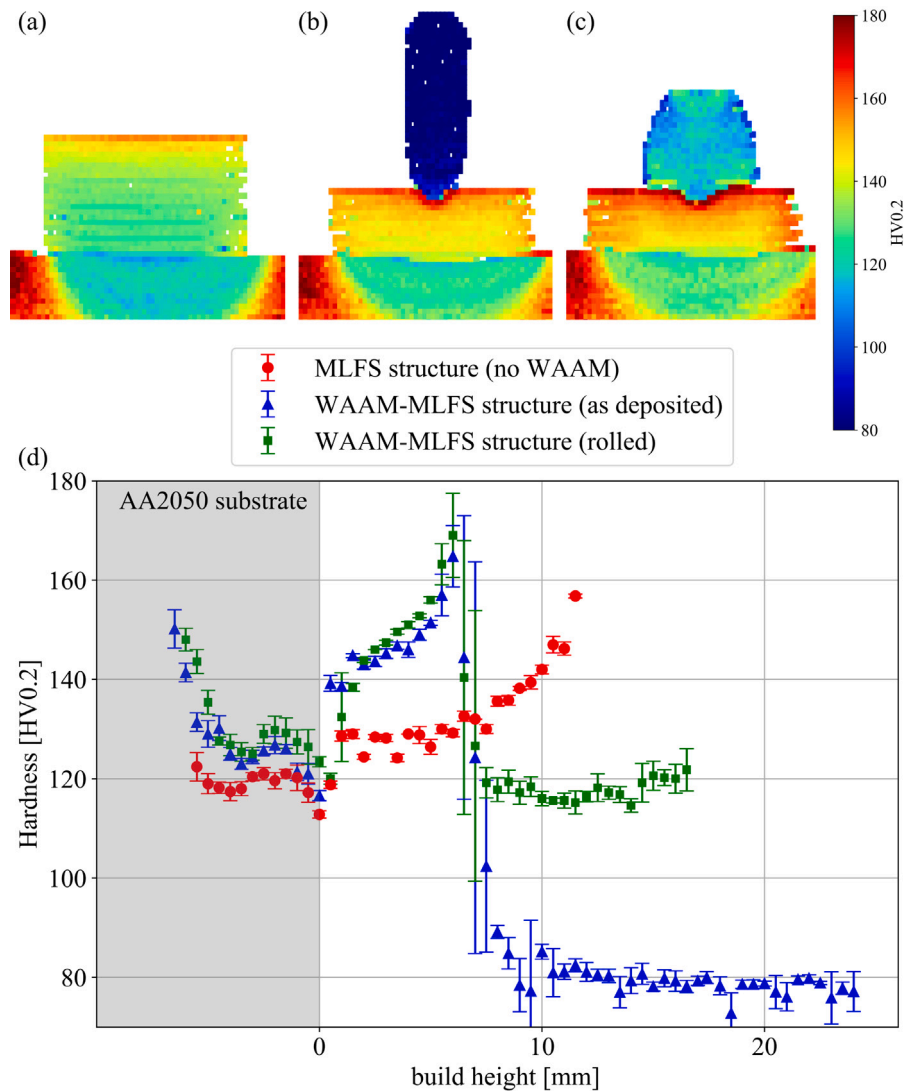 (a)
(b)
(c)
180
160
140
120
100
80
HV0.2
MLFS structure (no WAAM)
WAAM-MLFS structure (as deposited)
WAAM-MLFS structure (rolled)
(d)
AA2050 substrate
Hardness [HV0.2]
180
160
140
120
100
80
0
10
20
build height [mm]